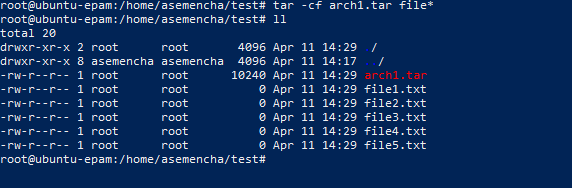 root@ubuntu-epam:/home/asemencha/test# tar -cf arch1.tar file*
root@ubuntu-epam:/home/asemencha/test# ll
total 20
drwxr-xr-x 2 root      root       4096 Apr 11 14:29  /
drwxr-xr-x 8 asemencha asemencha  4096 Apr 11 14:17   /
-rw-r--r-- 1 root      root      10240 Apr 11 14:29 arch1.tar
-rw-r--r-- 1 root      root          0 Apr 11 14:29 file1.txt
-rw-r--r-- 1 root      root          0 Apr 11 14:29 file2.txt
-rw-r--r-- 1 root      root          0 Apr 11 14:29 file3.txt
-rw-r--r-- 1 root      root          0 Apr 11 14:29 file4.txt
-rw-r--r-- 1 root      root          0 Apr 11 14:29 file5.txt
root@ubuntu-epam:/home/asemencha/test#